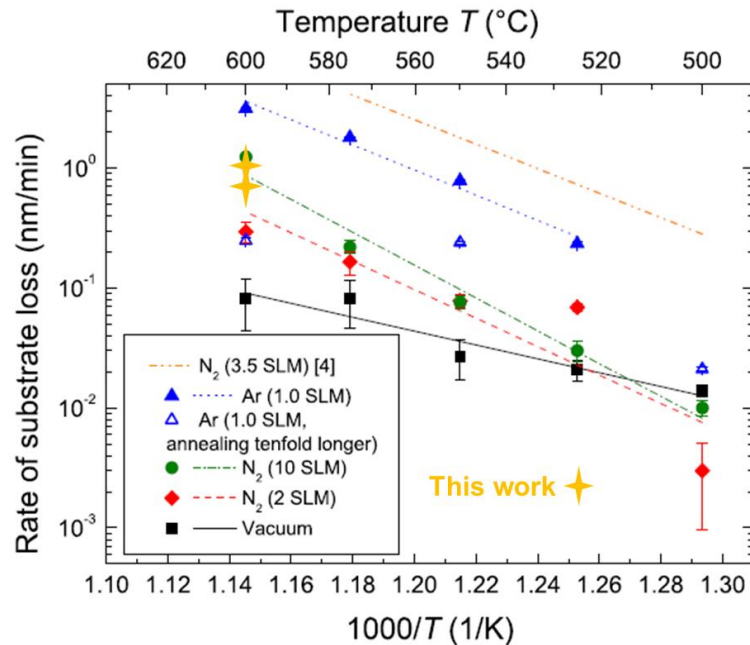 Temperature T (°C)
620 600 580 560 540 520 500
Rate of substrate loss (nm/min)
10⁰
10⁻¹
10⁻²
10⁻³
N₂ (3.5 SLM) [4]
Ar (1.0 SLM)
Ar (1.0 SLM,
annealing tenfold longer)
N₂ (10 SLM)
N₂ (2 SLM)
Vacuum
This work
1.10 1.12 1.14 1.16 1.18 1.20 1.22 1.24 1.26 1.28 1.30
1000/T (1/K)